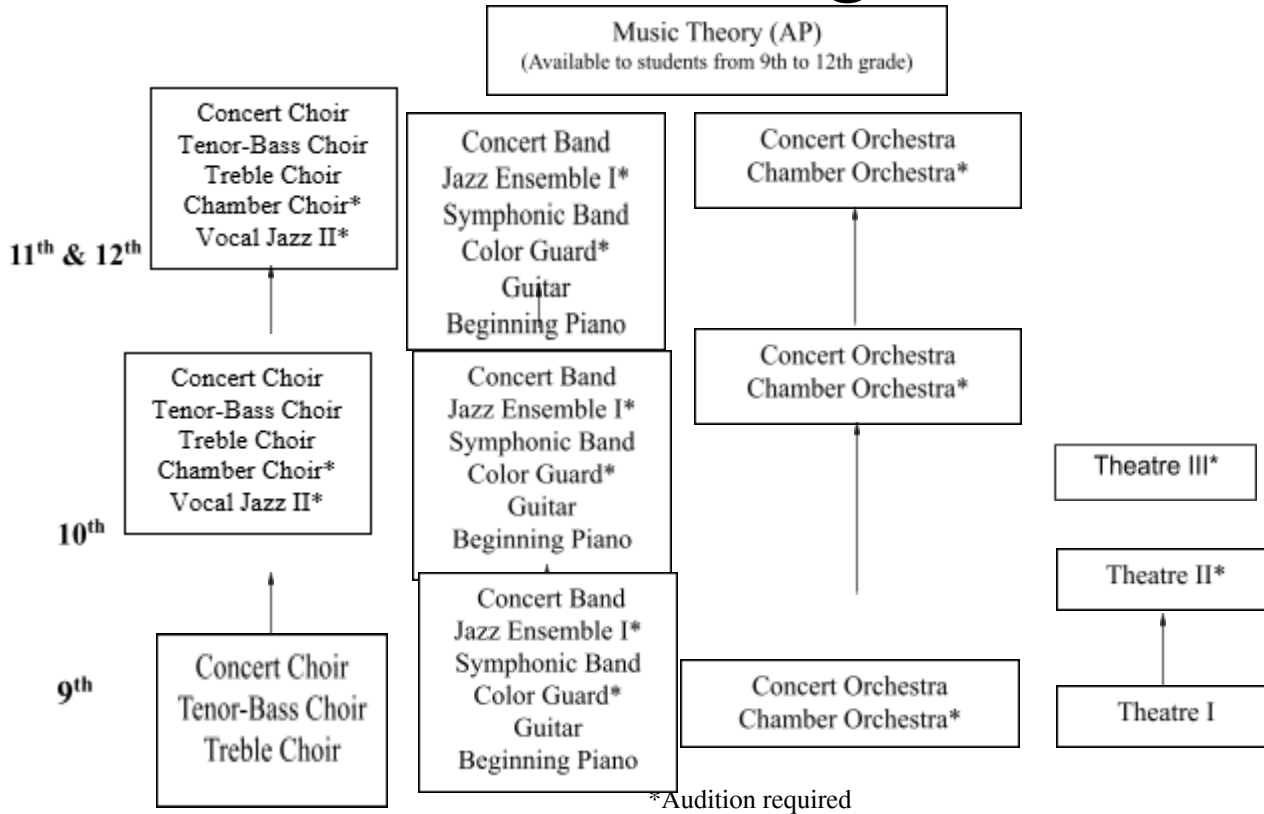 Music Theory (AP)
(Available to students from 9th to 12th grade)
11th & 12th
Concert Choir
Tenor-Bass Choir
Treble Choir
Chamber Choir*
Vocal Jazz II*
Concert Band
Jazz Ensemble I*
Symphonic Band
Color Guard*
Guitar
Beginning Piano
Concert Orchestra
Chamber Orchestra*
10th
Concert Choir
Tenor-Bass Choir
Treble Choir
Chamber Choir*
Vocal Jazz II*
Concert Band
Jazz Ensemble I*
Symphonic Band
Color Guard*
Guitar
Beginning Piano
Concert Orchestra
Chamber Orchestra*
Theatre III*
Theatre II*
9th
Concert Choir
Tenor-Bass Choir
Treble Choir
Concert Band
Jazz Ensemble I*
Symphonic Band
Color Guard*
Guitar
Beginning Piano
Concert Orchestra
Chamber Orchestra*
Theatre I
*Audition required